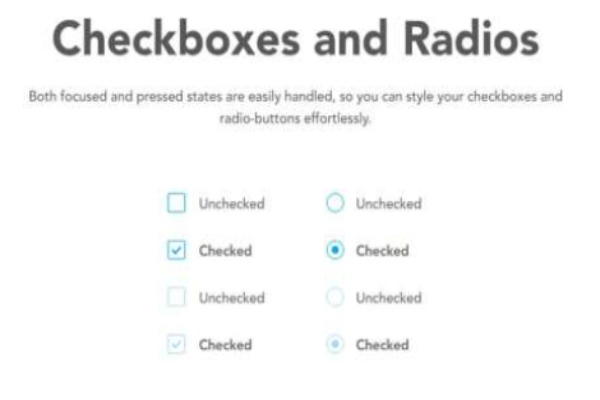 Checkboxes and Radios
Both focused and pressed states are easily handled, so you can style your checkboxes and
radio-buttons effortlessly.
Unchecked Unchecked
Checked Checked
Unchecked Unchecked
Checked Checked